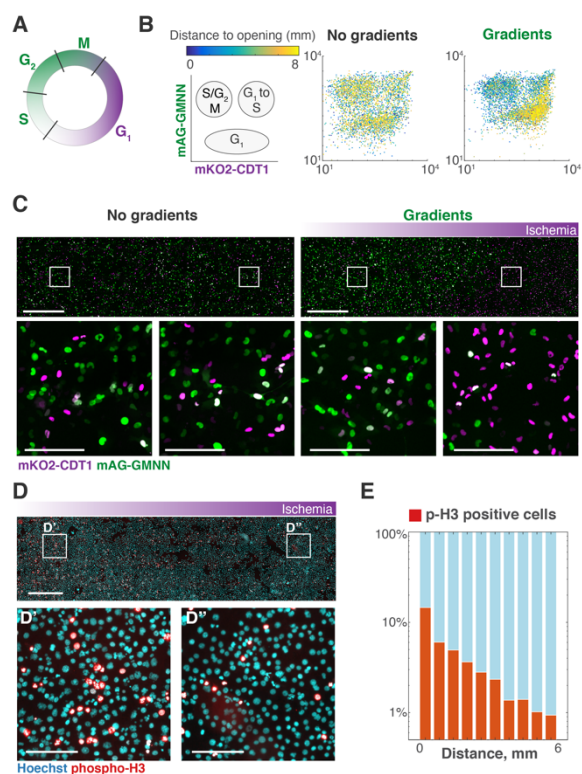 A
M
G2
S
G1
B
Distance to opening (mm)
0
8
No gradients
Gradients
mAG-GMNN
S/G2
M
G1 to
S
G1
mKO2-CDT1
10^4
10^1
10^4
10^4
10^1
10^4
C
No gradients
Gradients
Ischemia
mKO2-CDT1 mAG-GMNN
D
Ischemia
D'
D"
D'
D"
Hoechst phospho-H3
E
p-H3 positive cells
100%
10%
1%
0
6
Distance, mm